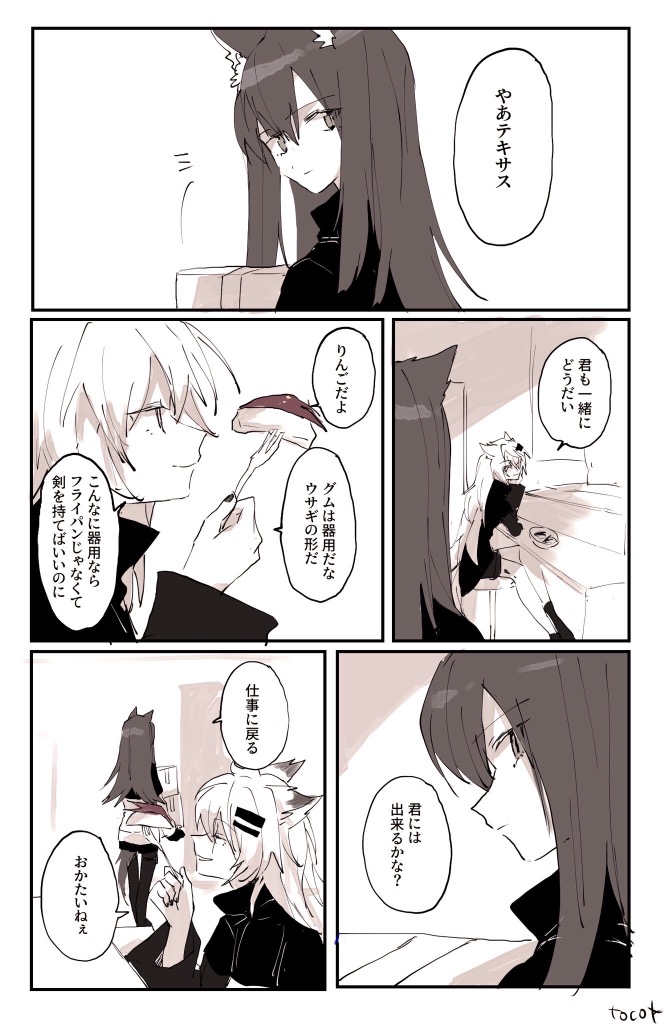 やあテキサス
君も一緒に
どうだい
りんごだよ
グムは器用だな
ウサギの形だ
こんなに器用なら
フライパンじゃなくて
剣を持てばいいのに
君には
出来るかな？
仕事に戻る
おかたいねぇ
tocot